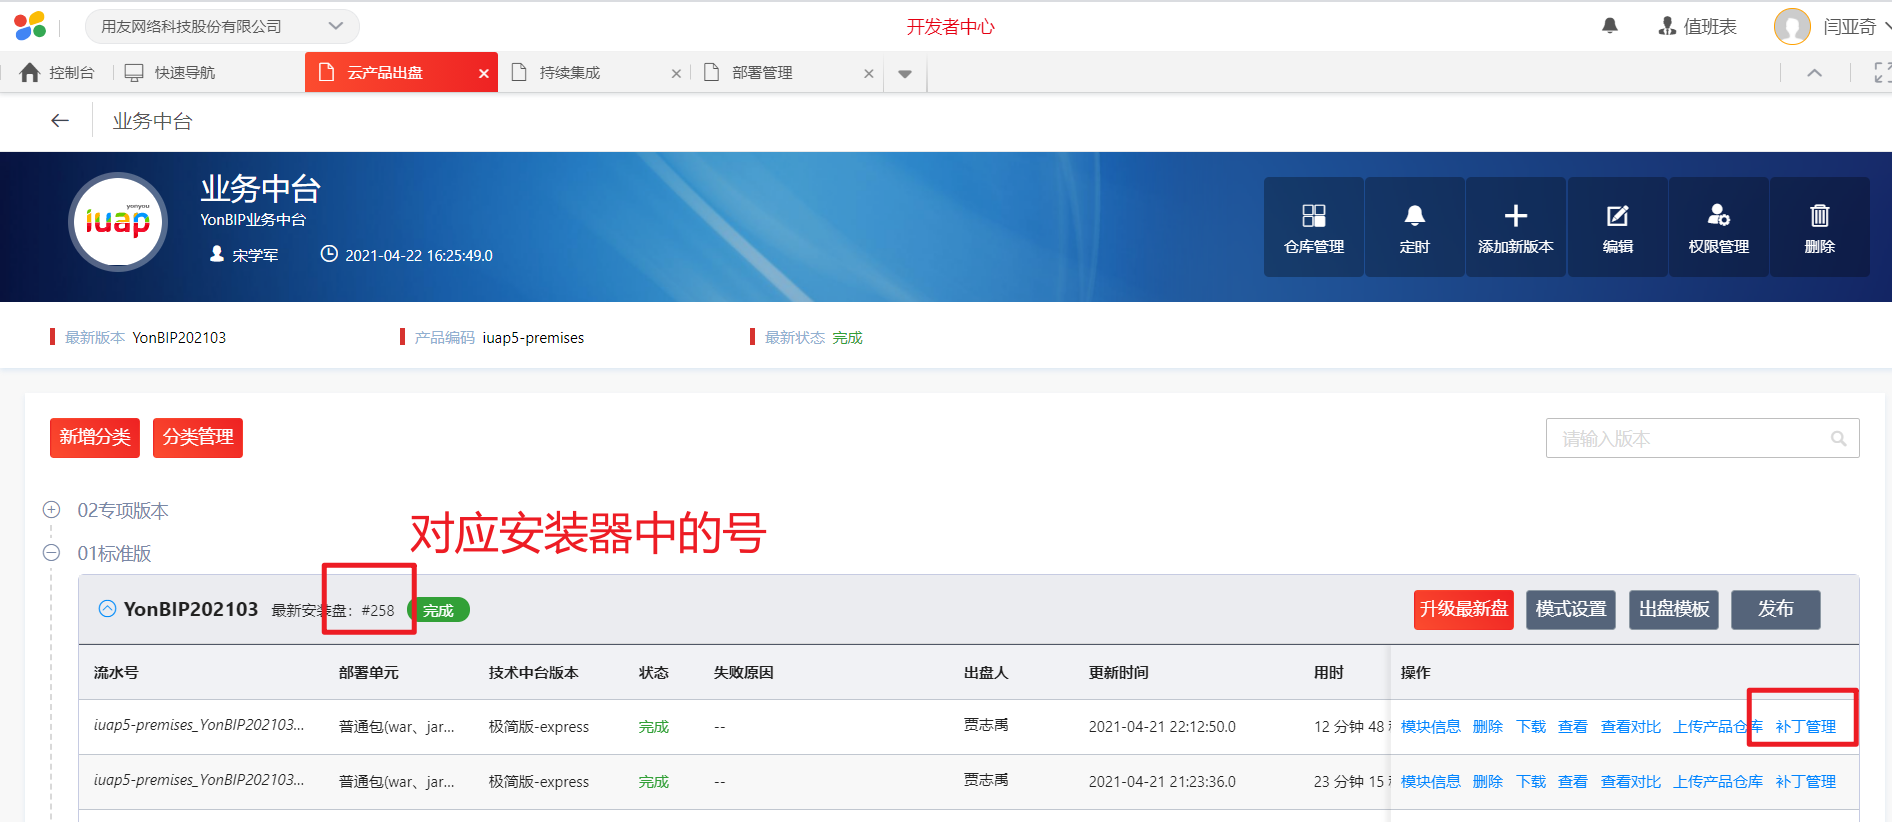 用友网络科技股份有限公司
开发者中心
值班表
闫亚奇
控制台
快速导航
云产品出盘
持续集成
部署管理
业务中台
yonyou
iuap
业务中台
YonBIP业务中台
宋学军
2021-04-22 16:25:49.0
仓库管理
定时
添加新版本
编辑
权限管理
删除
最新版本 YonBIP202103
产品编码 iuap5-premises
最新状态 完成
新增分类
分类管理
请输入版本
02专项版本
对应安装器中的号
01标准版
YonBIP202103 最新安装盘：#258 完成
升级最新盘 模式设置 出盘模板 发布
流水号 部署单元 技术中台版本 状态 失败原因 出盘人 更新时间 用时 操作
iuap5-premises_YonBIP202103... 普通包(war、jar... 极简版-express 完成 -- 贾志禹 2021-04-21 22:12:50.0 12 分钟 48 模块信息 删除 下载 查看 查看对比 上传产品仓库 补丁管理
iuap5-premises_YonBIP202103... 普通包(war、jar... 极简版-express 完成 -- 贾志禹 2021-04-21 21:23:36.0 23 分钟 15 模块信息 删除 下载 查看 查看对比 上传产品仓库 补丁管理